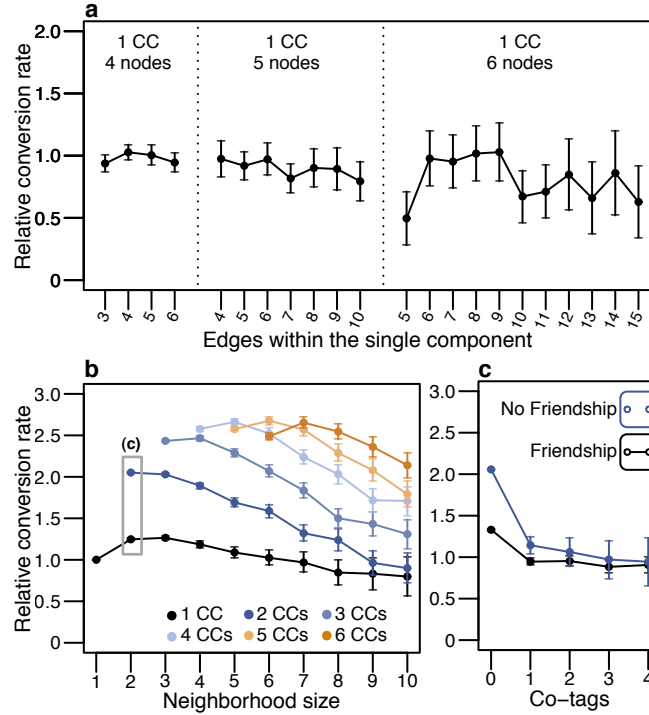 a
2.0
1.5
1.0
0.5
0
Relative conversion rate
1 CC
4 nodes
1 CC
5 nodes
1 CC
6 nodes
3 4 5 6 4 5 6 7 8 9 10 5 6 7 8 9 10 11 12 13 14 15
Edges within the single component
b
3.0
2.5
2.0
1.5
1.0
0.5
0
Relative conversion rate
(c)
1 CC 2 CCs 3 CCs
4 CCs 5 CCs 6 CCs
1 2 3 4 5 6 7 8 9 10
Neighborhood size
c
3.0
2.5
2.0
1.5
1.0
0.5
0
No Friendship
Friendship
0 1 2 3 4
Co-tags